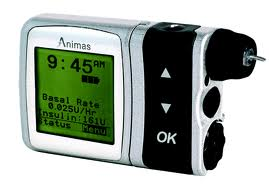 Animas
9:45AM
Basal Rate
0.025U/Hr
Insulin:161U
Status Menu
OK